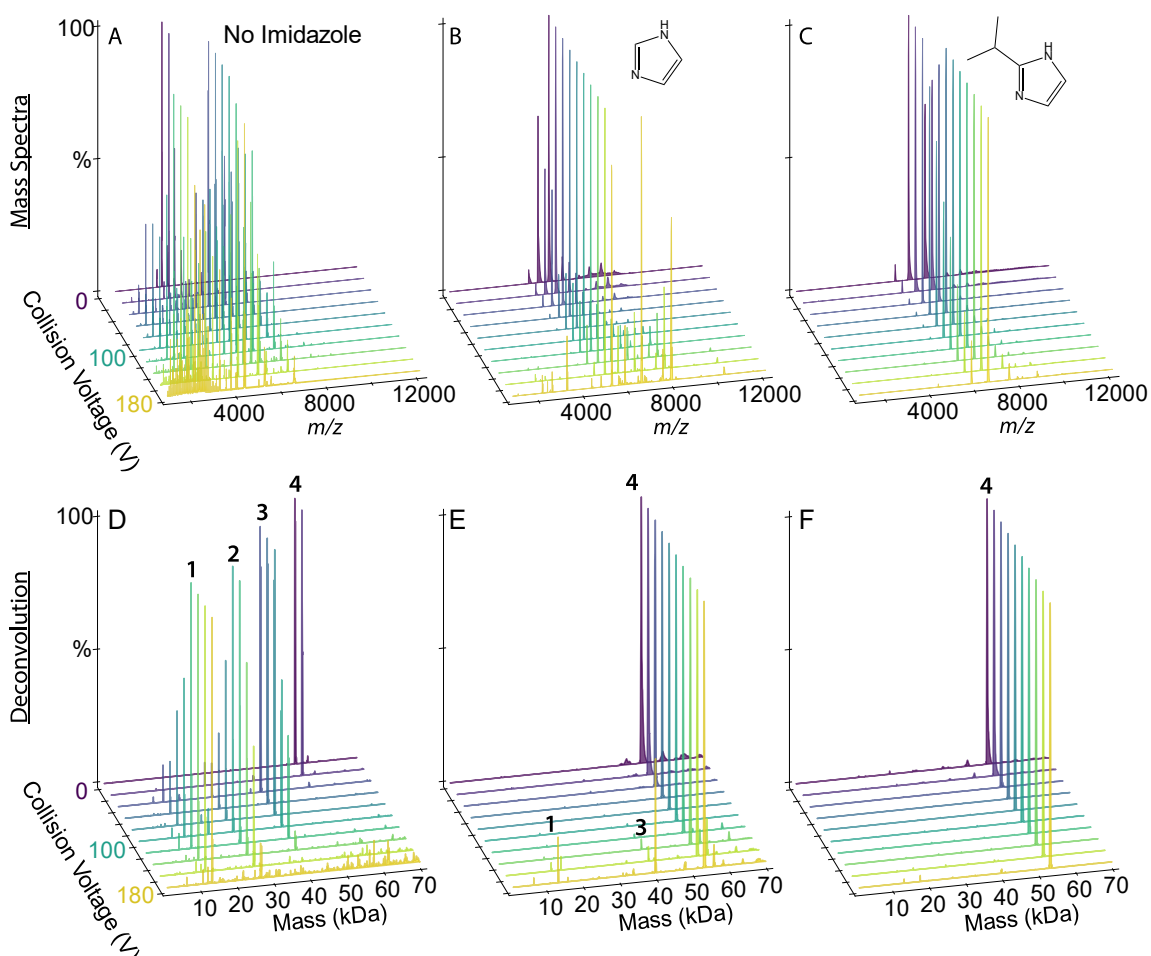 A
No Imidazole
B
H
N
N
C
H
N
N
Mass Spectra
100
%
0
100
180
Collision Voltage (V)
4000
8000
12000
m/z
4000
8000
12000
m/z
4000
8000
12000
m/z
D
1
2
3
4
E
4
1
3
F
4
Deconvolution
100
%
0
100
180
Collision Voltage (V)
10 20 30 40 50 60 70
Mass (kDa)
10 20 30 40 50 60 70
Mass (kDa)
10 20 30 40 50 60 70
Mass (kDa)